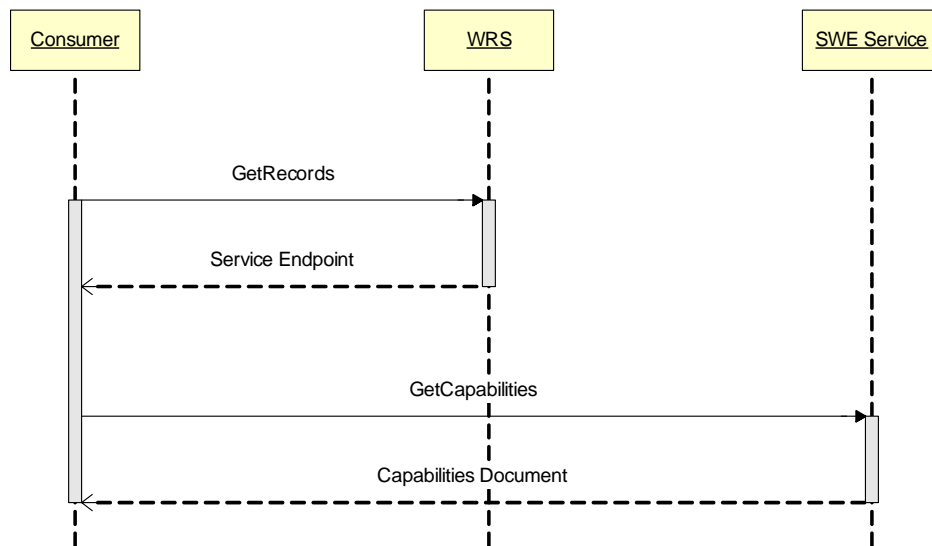 Consumer
WRS
SWE Service
GetRecords
Service Endpoint
GetCapabilities
Capabilities Document